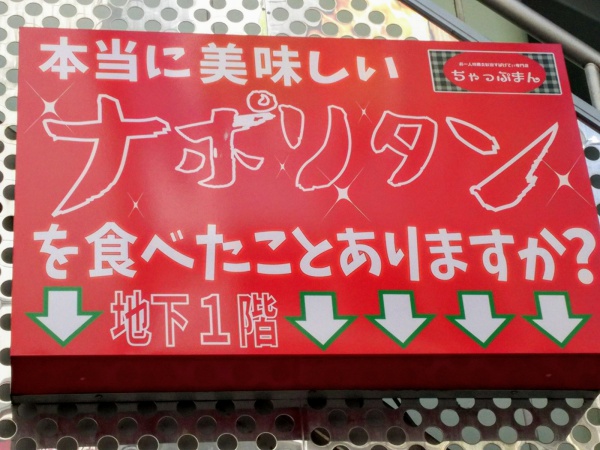 本当に美味しい
ちゃっぷまん
ナポリタン
を食べたことありますか?
地下1階